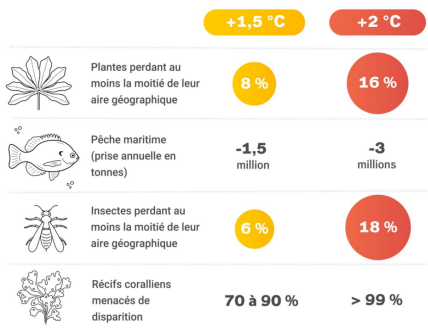 +1,5 °C
+2 °C
Plantes perdant au
moins la moitié de leur
aire géographique
8 %
16 %
Pêche maritime
(prise annuelle en
tonnes)
-1,5
million
-3
millions
Insectes perdant au
moins la moitié de leur
aire géographique
6 %
18 %
Récifs coralliens
menacés de
disparition
70 à 90 %
> 99 %